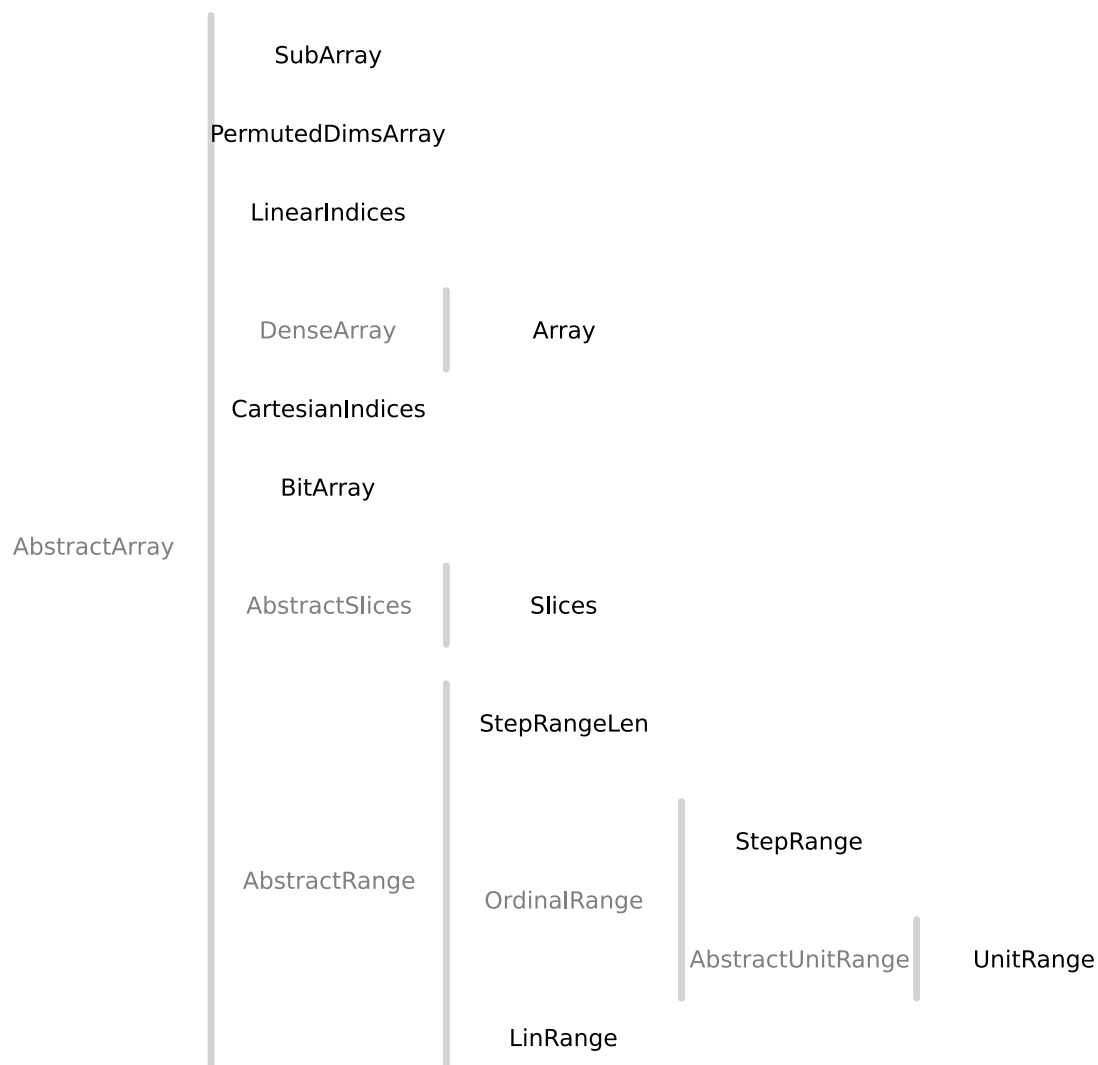 SubArray
PermutedDimsArray
LinearIndices
DenseArray
Array
CartesianIndices
BitArray
AbstractArray
AbstractSlices
Slices
StepRangeLen
StepRange
AbstractRange
OrdinalRange
AbstractUnitRange
UnitRange
LinRange